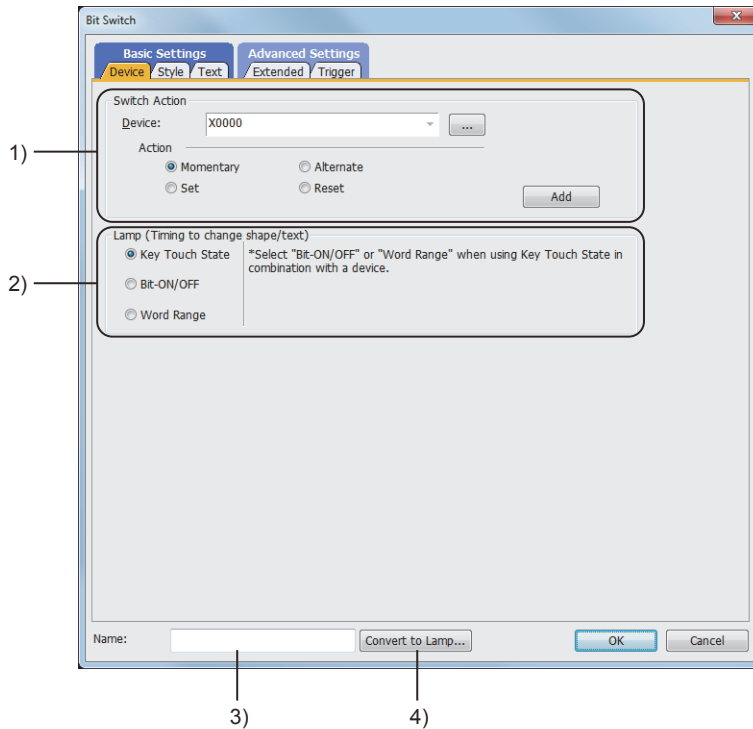 Bit Switch
Basic Settings
Advanced Settings
Device Style Text Extended Trigger
Switch Action
Device: X0000 ...
Action
Momentary Alternate
Set Reset
Add
1)
Lamp (Timing to change shape/text)
Key Touch State
*Select "Bit-ON/OFF" or "Word Range" when using Key Touch State in
combination with a device.
Bit-ON/OFF
Word Range
2)
Name: Convert to Lamp... OK Cancel
3) 4)